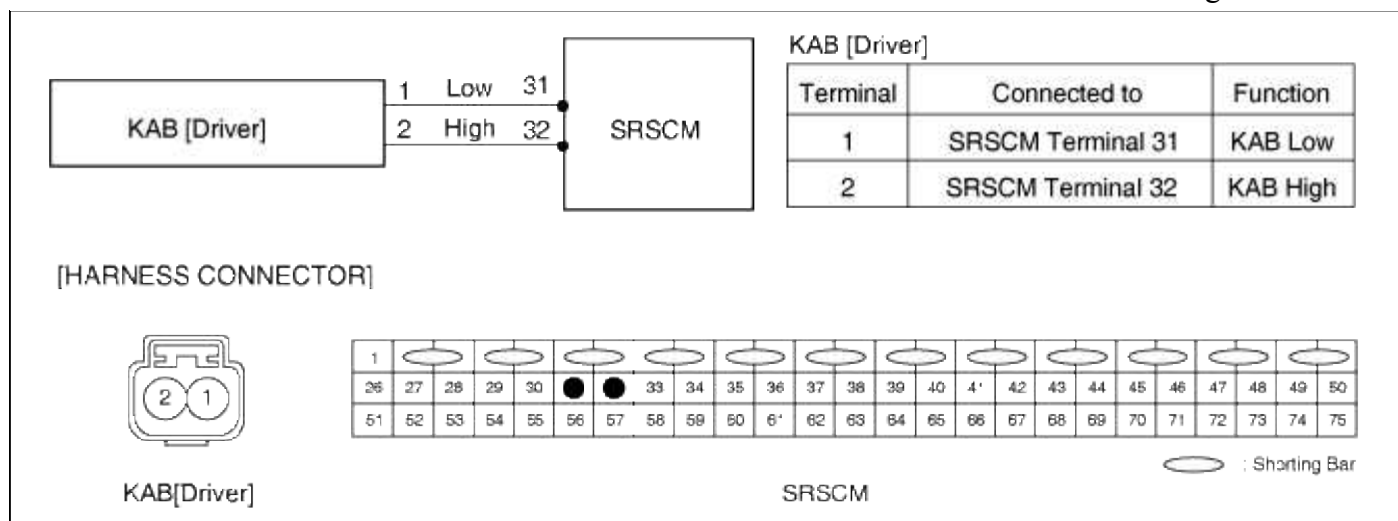 KAB [Driver]
1 Low 31
2 High 32
SRSCM
KAB [Driver]
Terminal Connected to Function
1 SRSCM Terminal 31 KAB Low
2 SRSCM Terminal 32 KAB High
[HARNESS CONNECTOR]
2 1
KAB[Driver]
1
26 27 28 29 30 33 34 35 36 37 38 39 40 41 42 43 44 45 46 47 48 49 50
51 52 53 54 55 56 57 58 59 60 61 62 63 64 65 66 67 68 69 70 71 72 73 74 75
: Shorting Bar
SRSCM